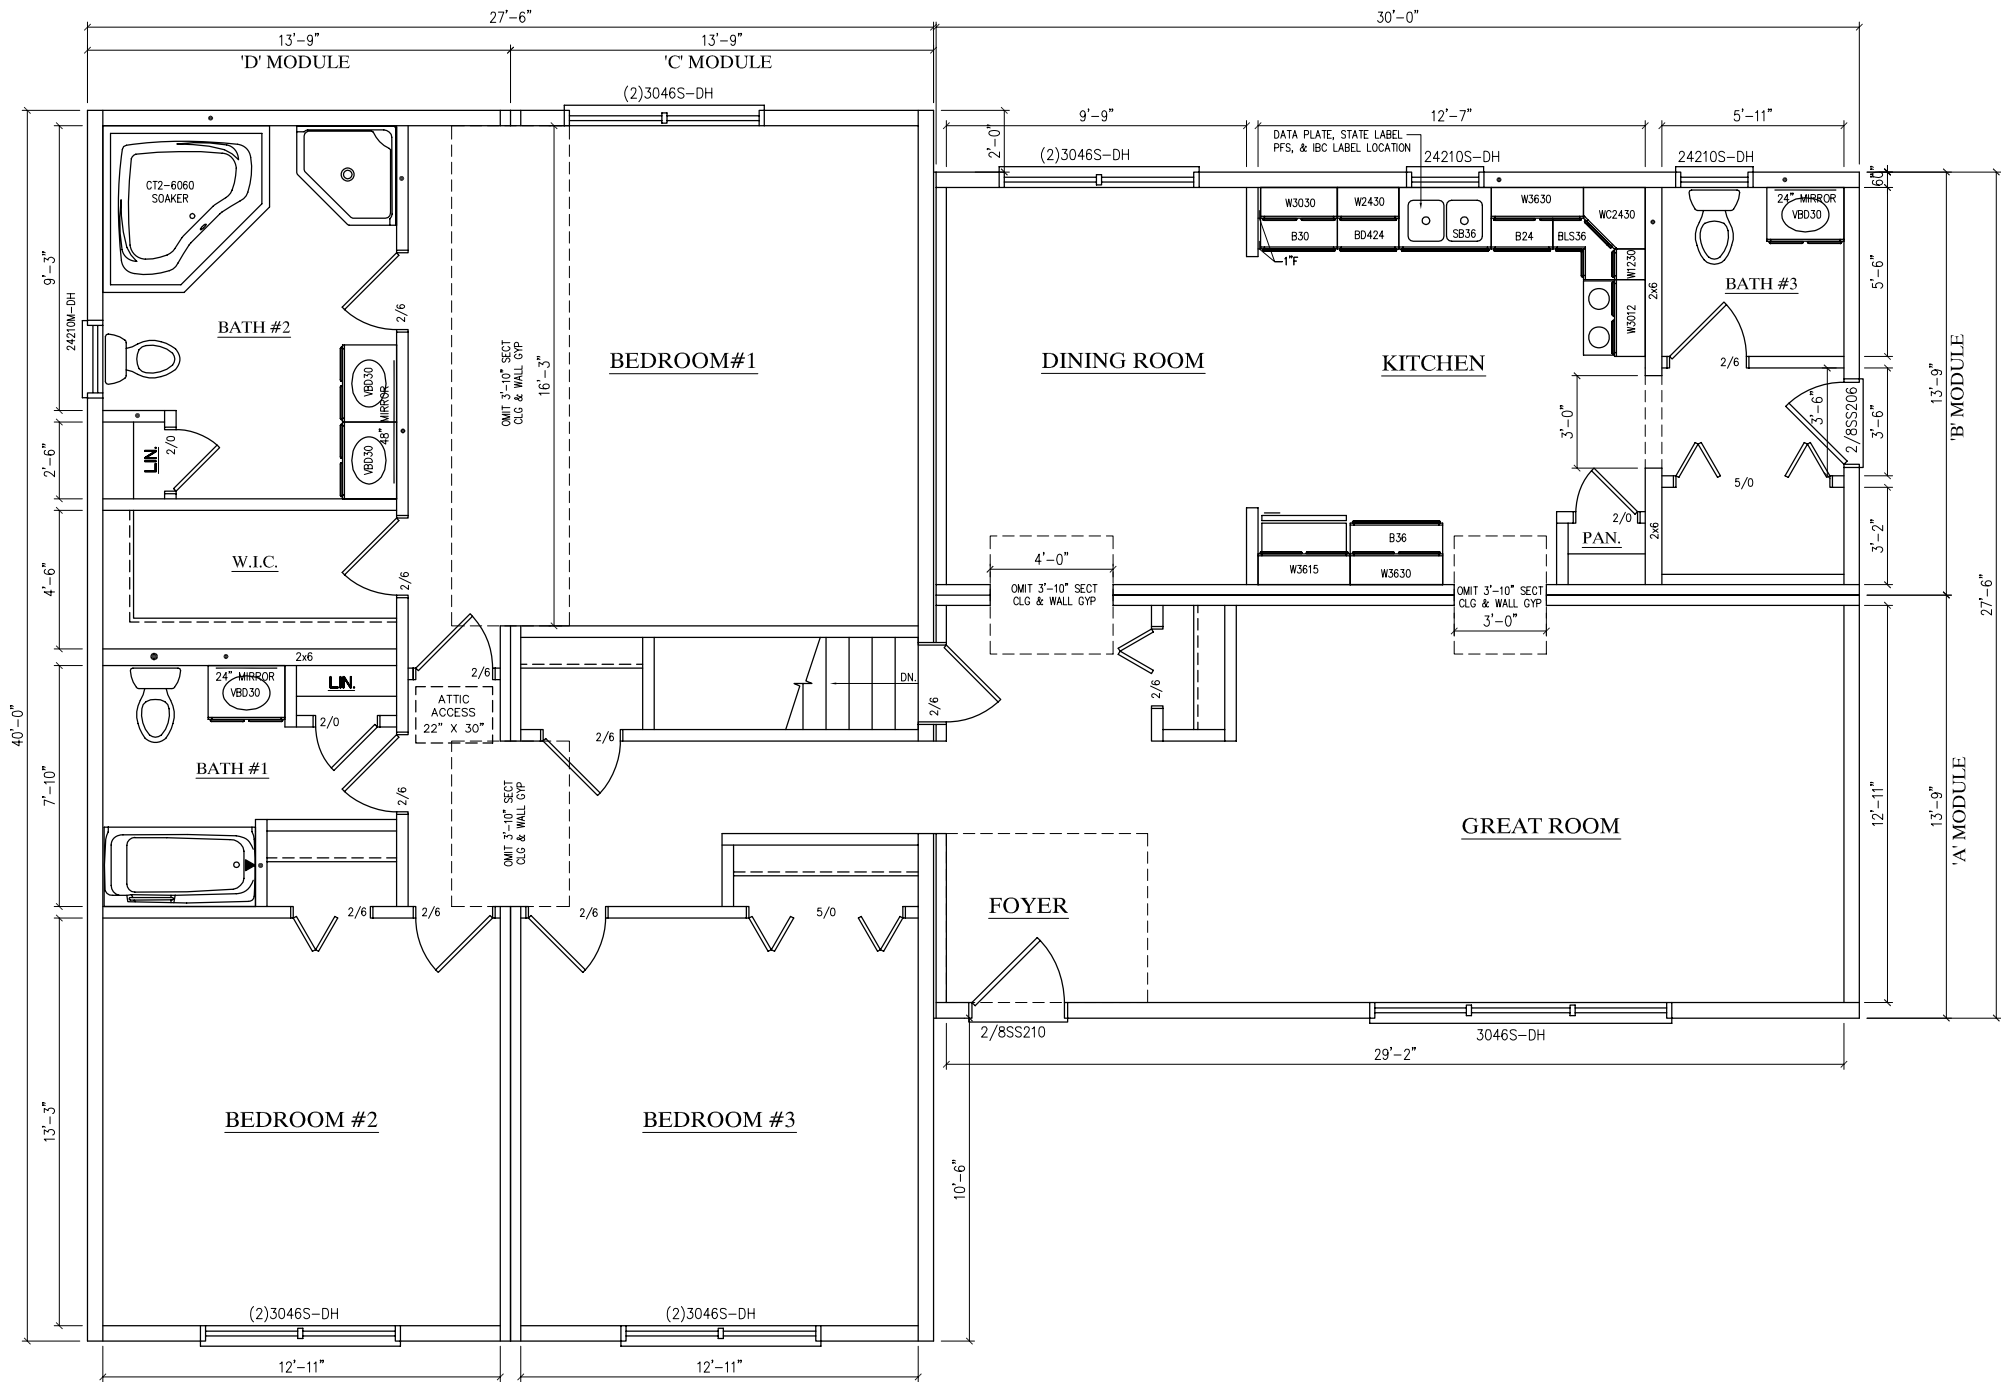 27'-6"
30'-0"
13'-9"
13'-9"
'D' MODULE
'C' MODULE
(2)3046S-DH
9'-9"
12'-7"
5'-11"
2'-0"
DATA PLATE, STATE LABEL
PFS, & IBC LABEL LOCATION
(2)3046S-DH
24210S-DH
24210S-DH
CT2-6060
SOAKER
W3030
W2430
W3630
WC2430
24" MIRROR
VBD30
B30
BD424
SB36
B24
BLS36
1"F
W1230
W3012
2x6
5'-6"
9'-3"
2/6
24210M-DH
BATH #2
BATH #3
OMIT 3'-10" SECT
CLG & WALL GYP
16'-3"
BEDROOM#1
DINING ROOM
KITCHEN
2/6
VBD30
48" MIRROR
VBD30
3'-0"
3'-6"
2/8SS206
3'-6"
13'-9"
'B' MODULE
2'-6"
LIN.
2/0
5/0
W.I.C.
4'-6"
2/6
2/0
2x6
PAN.
3'-2"
B36
W3615
W3630
4'-0"
OMIT 3'-10" SECT
CLG & WALL GYP
OMIT 3'-10" SECT
CLG & WALL GYP
3'-0"
27'-6"
2x6
24" MIRROR
VBD30
LIN.
2/0
2/6
ATTIC
ACCESS
22" X 30"
DN.
2/6
2/6
2/6
40'-0"
7'-10"
BATH #1
2/6
OMIT 3'-10" SECT
CLG & WALL GYP
GREAT ROOM
12'-11"
13'-9"
'A' MODULE
FOYER
2/6
2/6
2/6
5/0
2/8SS210
3046S-DH
29'-2"
13'-3"
BEDROOM #2
BEDROOM #3
10'-6"
(2)3046S-DH
(2)3046S-DH
12'-11"
12'-11"